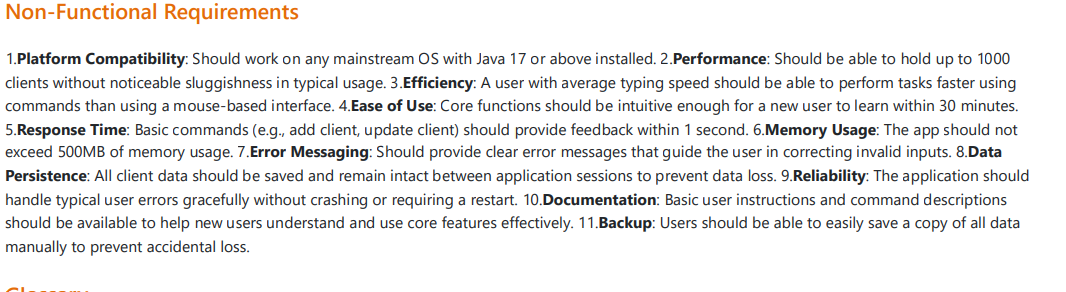 Non-Functional Requirements
1.Platform Compatibility: Should work on any mainstream OS with Java 17 or above installed. 2.Performance: Should be able to hold up to 1000
clients without noticeable sluggishness in typical usage. 3.Efficiency: A user with average typing speed should be able to perform tasks faster using
commands than using a mouse-based interface. 4.Ease of Use: Core functions should be intuitive enough for a new user to learn within 30 minutes.
5.Response Time: Basic commands (e.g., add client, update client) should provide feedback within 1 second. 6.Memory Usage: The app should not
exceed 500MB of memory usage. 7.Error Messaging: Should provide clear error messages that guide the user in correcting invalid inputs. 8.Data
Persistence: All client data should be saved and remain intact between application sessions to prevent data loss. 9.Reliability: The application should
handle typical user errors gracefully without crashing or requiring a restart. 10.Documentation: Basic user instructions and command descriptions
should be available to help new users understand and use core features effectively. 11.Backup: Users should be able to easily save a copy of all data
manually to prevent accidental loss.